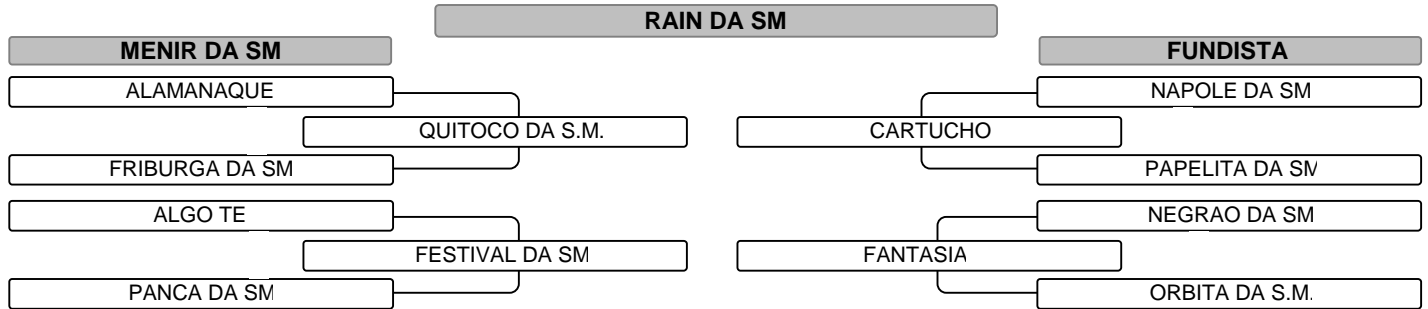 RAIN DA SM
MENIR DA SM
FUNDISTA
ALAMANAQUE
NAPOLE DA SM
QUITOCO DA S.M.
CARTUCHO
FRIBURGA DA SM
PAPELITA DA SM
ALGO TE
NEGRAO DA SM
FESTIVAL DA SM
FANTASIA
PANCA DA SM
ORBITA DA S.M.